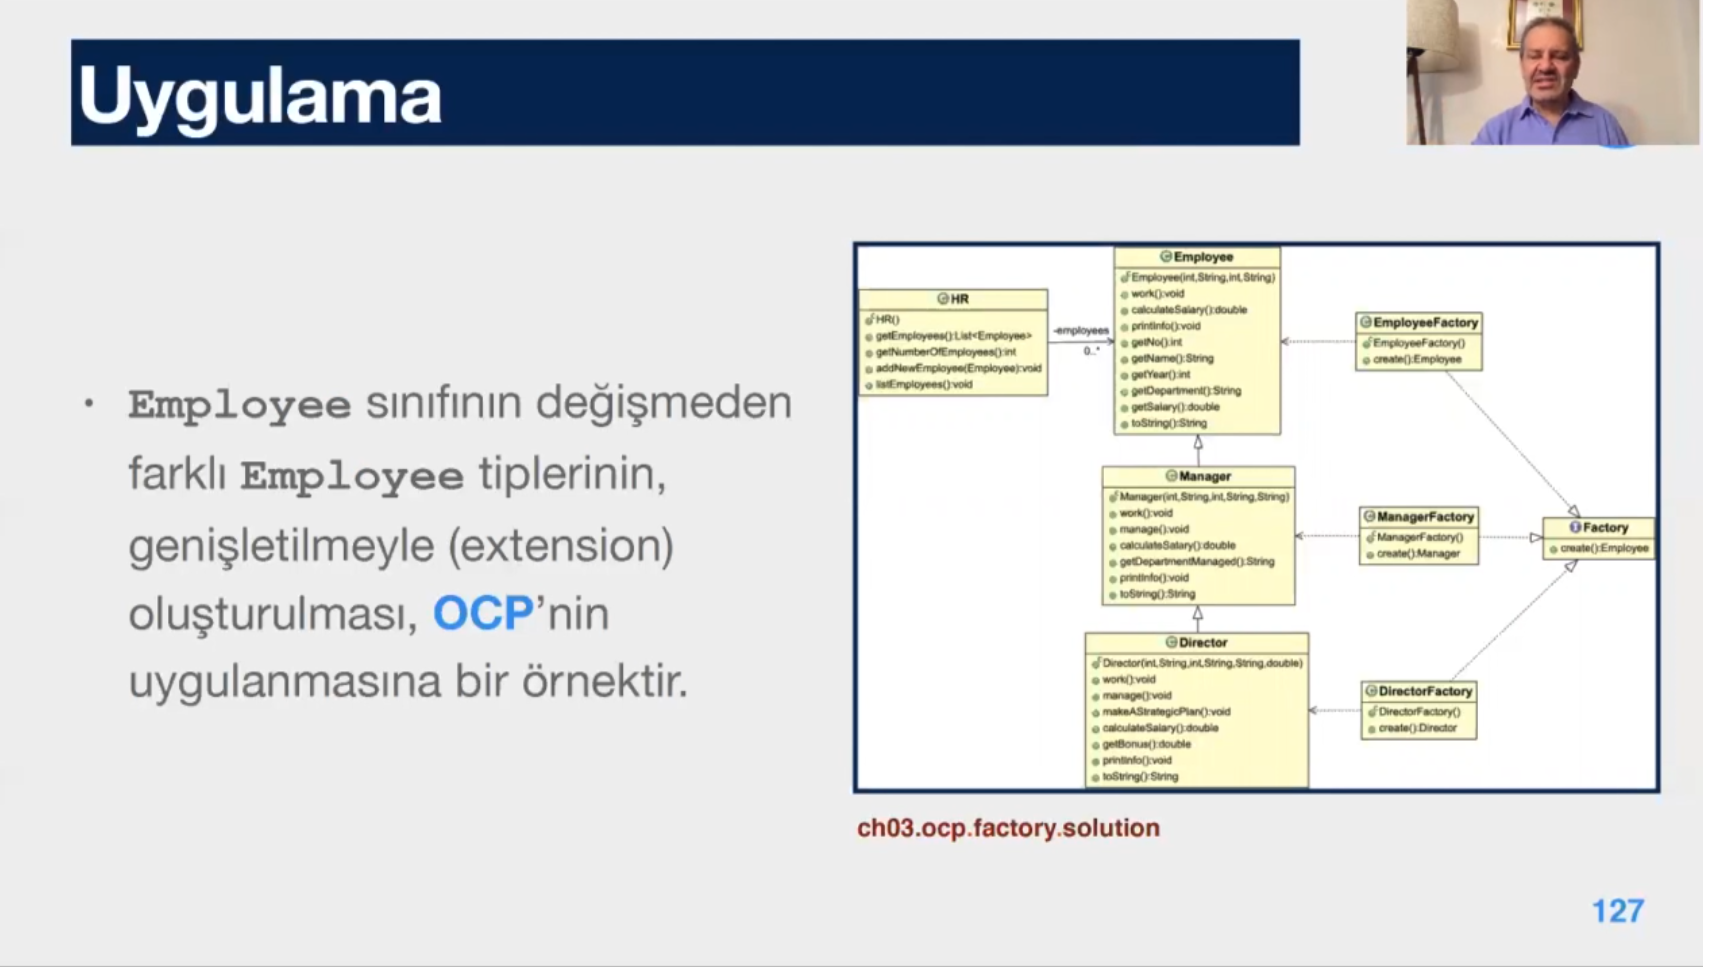 Uygulama
• Employee sınıfının değişmeden
farklı Employee tiplerinin,
genişletilmeyle (extension)
oluşturulması, OCP’nin
uygulanmasına bir örnektir.
HR
HR()
getEmployees():List<Employee>
getNumberOfEmployees():int
addNewEmployee(Employee):void
listEmployees():void
-employees
0..*
Employee
Employee(int,String,int,String)
work():void
calculateSalary():double
printInfo():void
getNo():int
getName():String
getYear():int
getDepartment():String
getSalary():double
toString():String
Manager
Manager(int,String,int,String,String)
work():void
manage():void
calculateSalary():double
getDepartmentManaged():String
printInfo():void
toString():String
Director
Director(int,String,int,String,String,double)
work():void
manage():void
makeAStrategicPlan():void
calculateSalary():double
getBonus():double
printInfo():void
toString():String
EmployeeFactory
EmployeeFactory()
create():Employee
ManagerFactory
ManagerFactory()
create():Manager
DirectorFactory
DirectorFactory()
create():Director
Factory
create():Employee
ch03.ocp.factory.solution
127